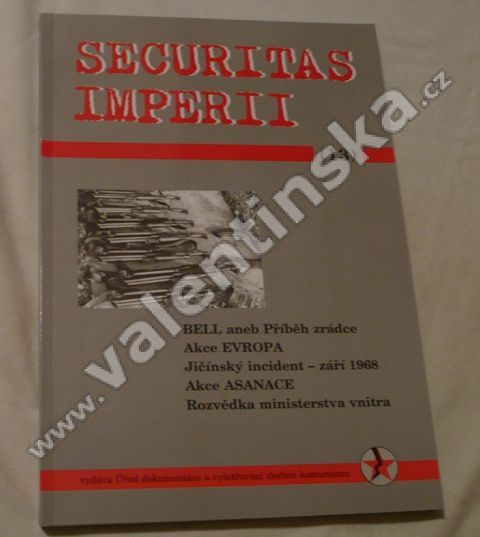 SECURITAS
IMPERII
BELL aneb Příběh zrádce
Akce EVROPA
Jičínský incident – září 1968
Akce ASANACE
Rozvědka ministerstva vnitra
vydává Úřad dokumentace a vyšetřování zločinů komunismu
www.valentinska.cz